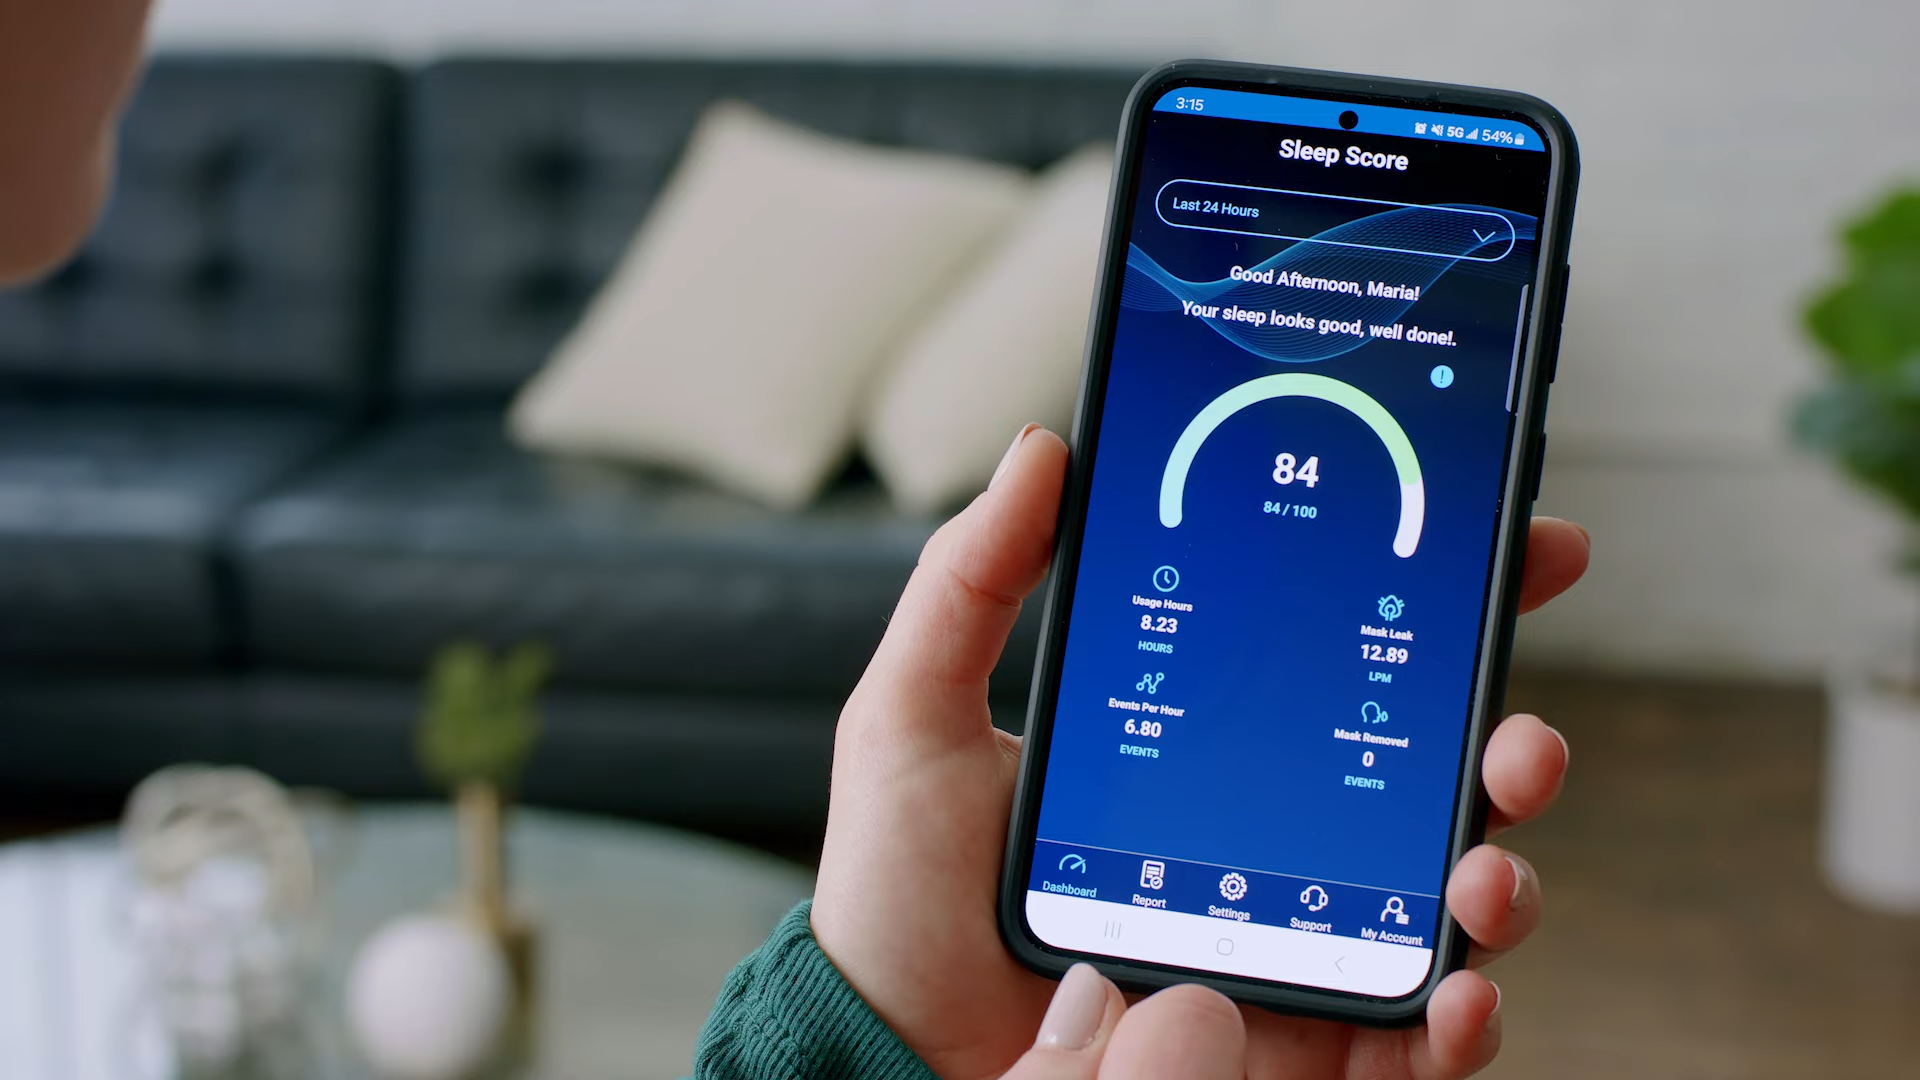 3:15
5G 54%
Sleep Score
Last 24 Hours
Good Afternoon, Maria!
Your sleep looks good, well done!.
!
84
84 / 100
Usage Hours
8.23
HOURS
Mask Leak
12.89
LPM
Events Per Hour
6.80
EVENTS
Mask Removed
0
EVENTS
Dashboard
Report
Settings
Support
My Account